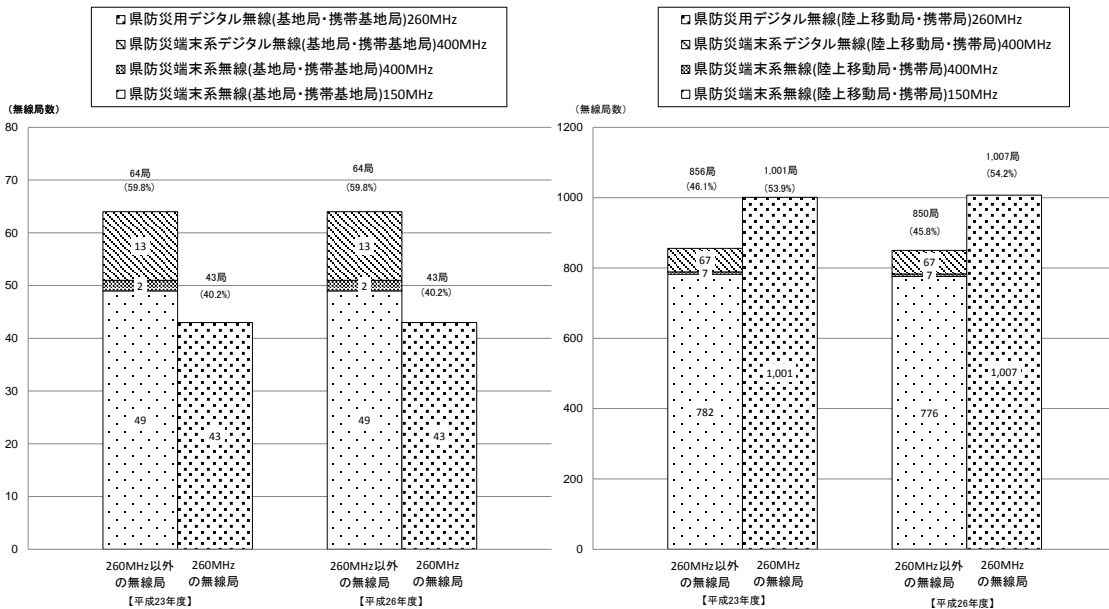 県防災用デジタル無線(基地局・携帯基地局)260MHz
県防災端末系デジタル無線(基地局・携帯基地局)400MHz
県防災端末系無線(基地局・携帯基地局)400MHz
県防災端末系無線(基地局・携帯基地局)150MHz
(無線局数)
80
70
60
50
40
30
20
10
0
64局
(59.8%)
13
2
49
43局
(40.2%)
43
64局
(59.8%)
13
2
49
43局
(40.2%)
43
260MHz以外
の無線局
260MHz
の無線局
【平成23年度】
260MHz以外
の無線局
260MHz
の無線局
【平成26年度】
県防災用デジタル無線(陸上移動局・携帯局)260MHz
県防災端末系デジタル無線(陸上移動局・携帯局)400MHz
県防災端末系無線(陸上移動局・携帯局)400MHz
県防災端末系無線(陸上移動局・携帯局)150MHz
(無線局数)
1200
1000
800
600
400
200
0
856局
(46.1%)
67
7
782
1,001局
(53.9%)
1,001
850局
(45.8%)
67
7
776
1,007局
(54.2%)
1,007
260MHz以外
の無線局
260MHz
の無線局
【平成23年度】
260MHz以外
の無線局
260MHz
の無線局
【平成26年度】